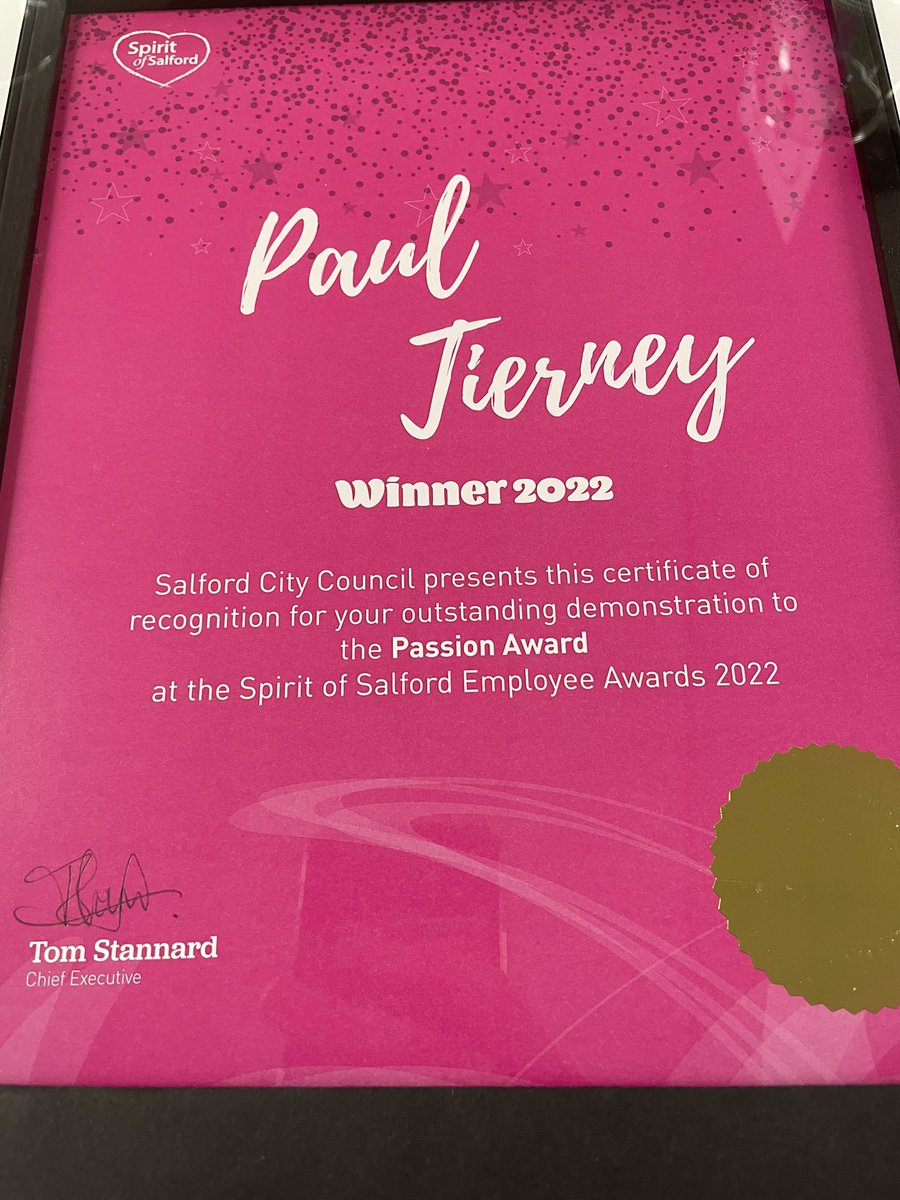 Spirit
of Salford
Paul
Tierney
Winner 2022
Salford City Council presents this certificate of
recognition for your outstanding demonstration to
the Passion Award
at the Spirit of Salford Employee Awards 2022
Tom Stannard
Chief Executive